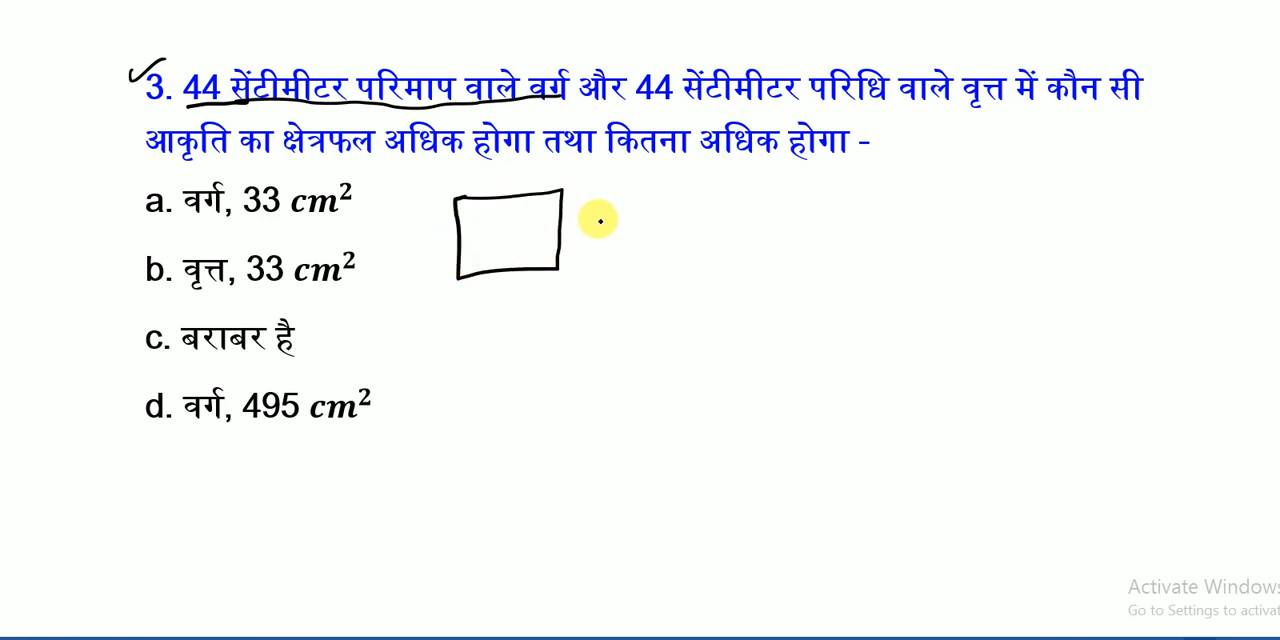 3. 44 सेंटीमीटर परिमाप वाले वर्ग और 44 सेंटीमीटर परिधि वाले वृत्त में कौन सी
आकृति का क्षेत्रफल अधिक होगा तथा कितना अधिक होगा -
a. वर्ग, 33 cm²
b. वृत्त, 33 cm²
c. बराबर है
d. वर्ग, 495 cm²
Activate Windows
Go to Settings to activat